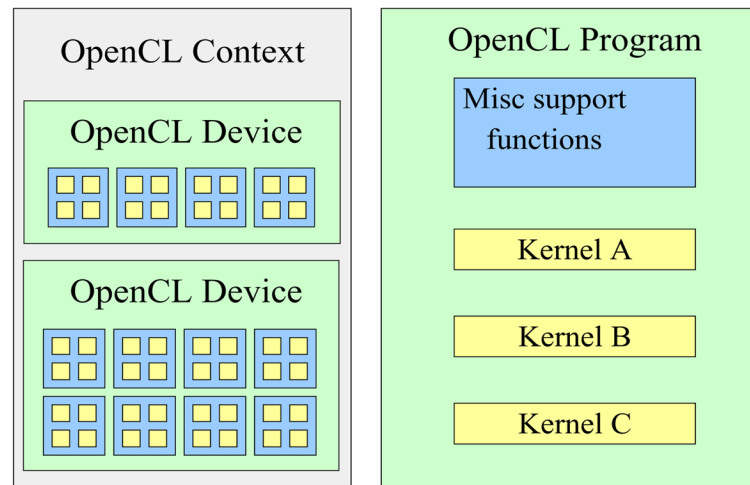 OpenCL Context
OpenCL Device
OpenCL Device
OpenCL Program
Misc support
functions
Kernel A
Kernel B
Kernel C